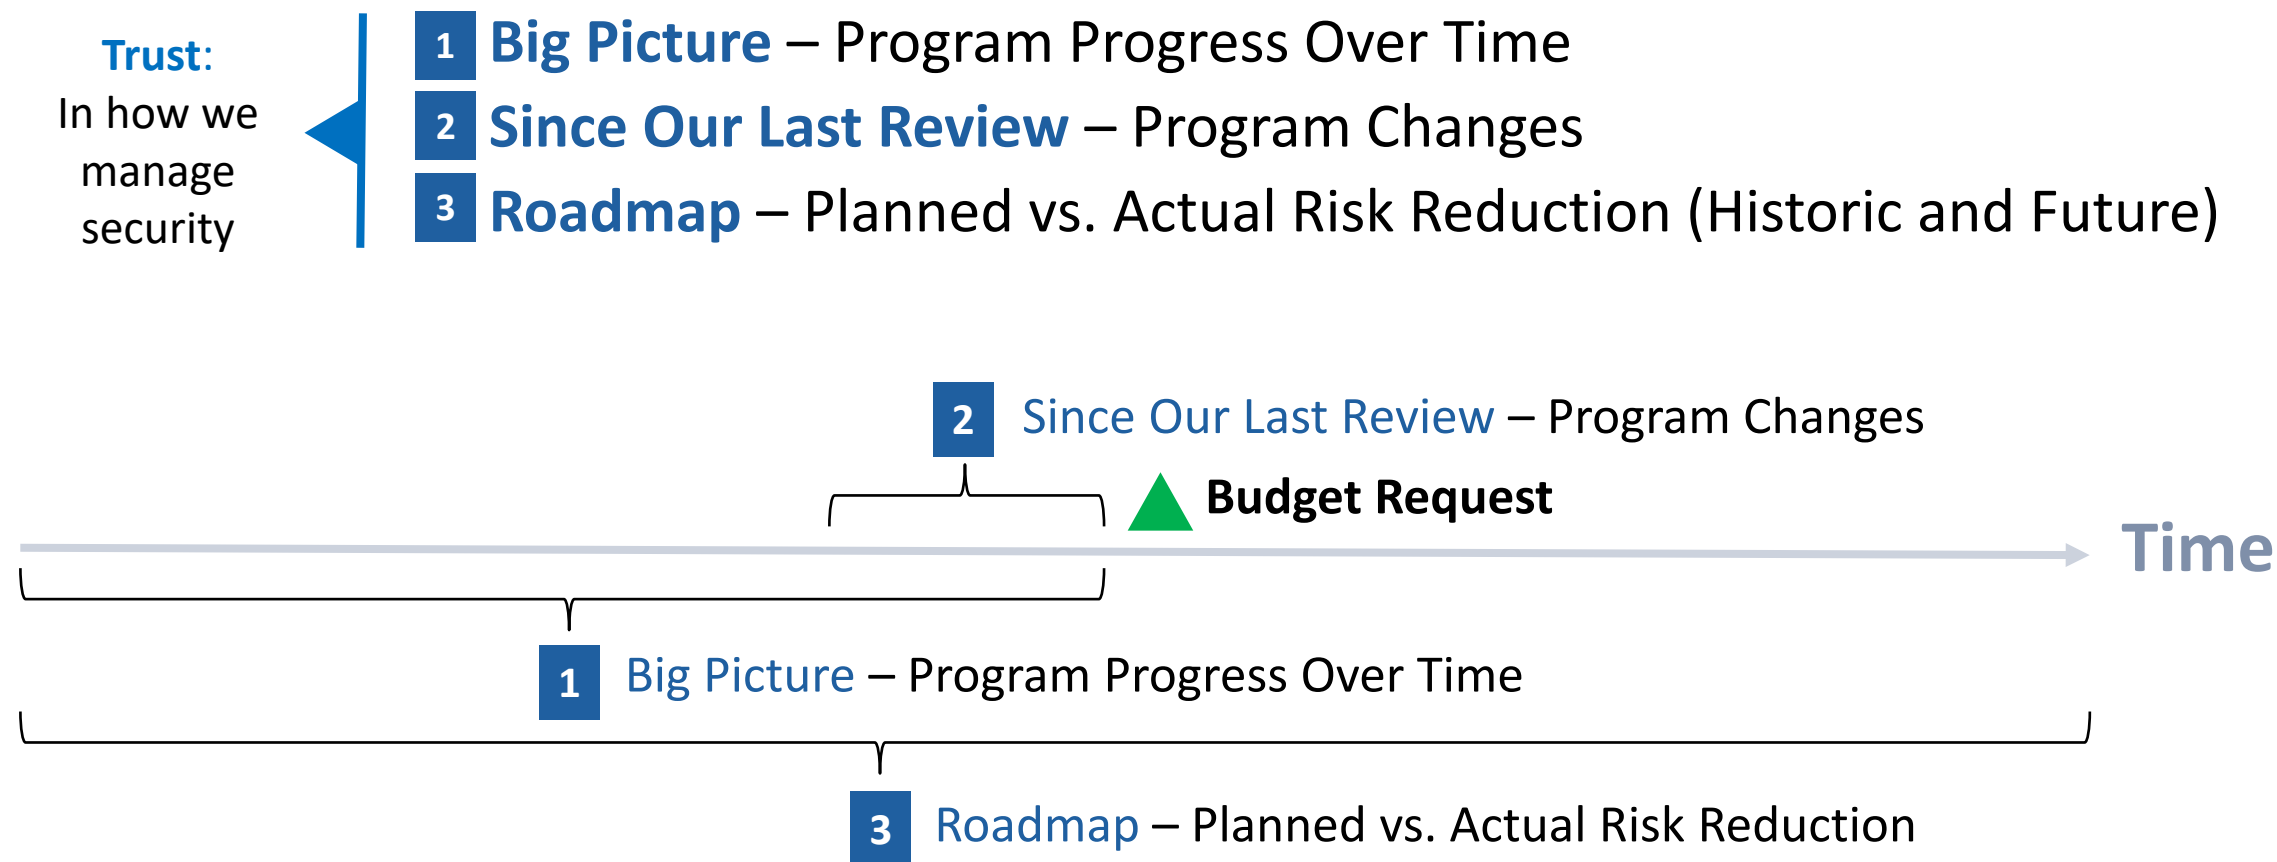 Trust:
In how we
manage
security
1 Big Picture – Program Progress Over Time
2 Since Our Last Review – Program Changes
3 Roadmap – Planned vs. Actual Risk Reduction (Historic and Future)
2 Since Our Last Review – Program Changes
Budget Request
Time
1 Big Picture – Program Progress Over Time
3 Roadmap – Planned vs. Actual Risk Reduction